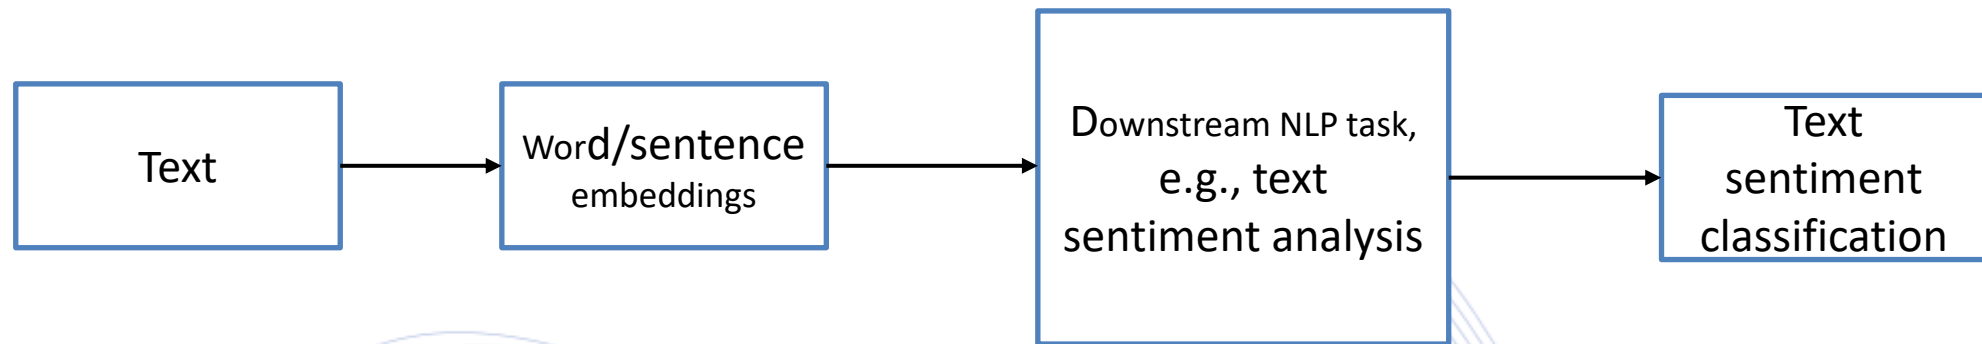 Text
Word/sentence
embeddings
Downstream NLP task,
e.g., text
sentiment analysis
Text
sentiment
classification